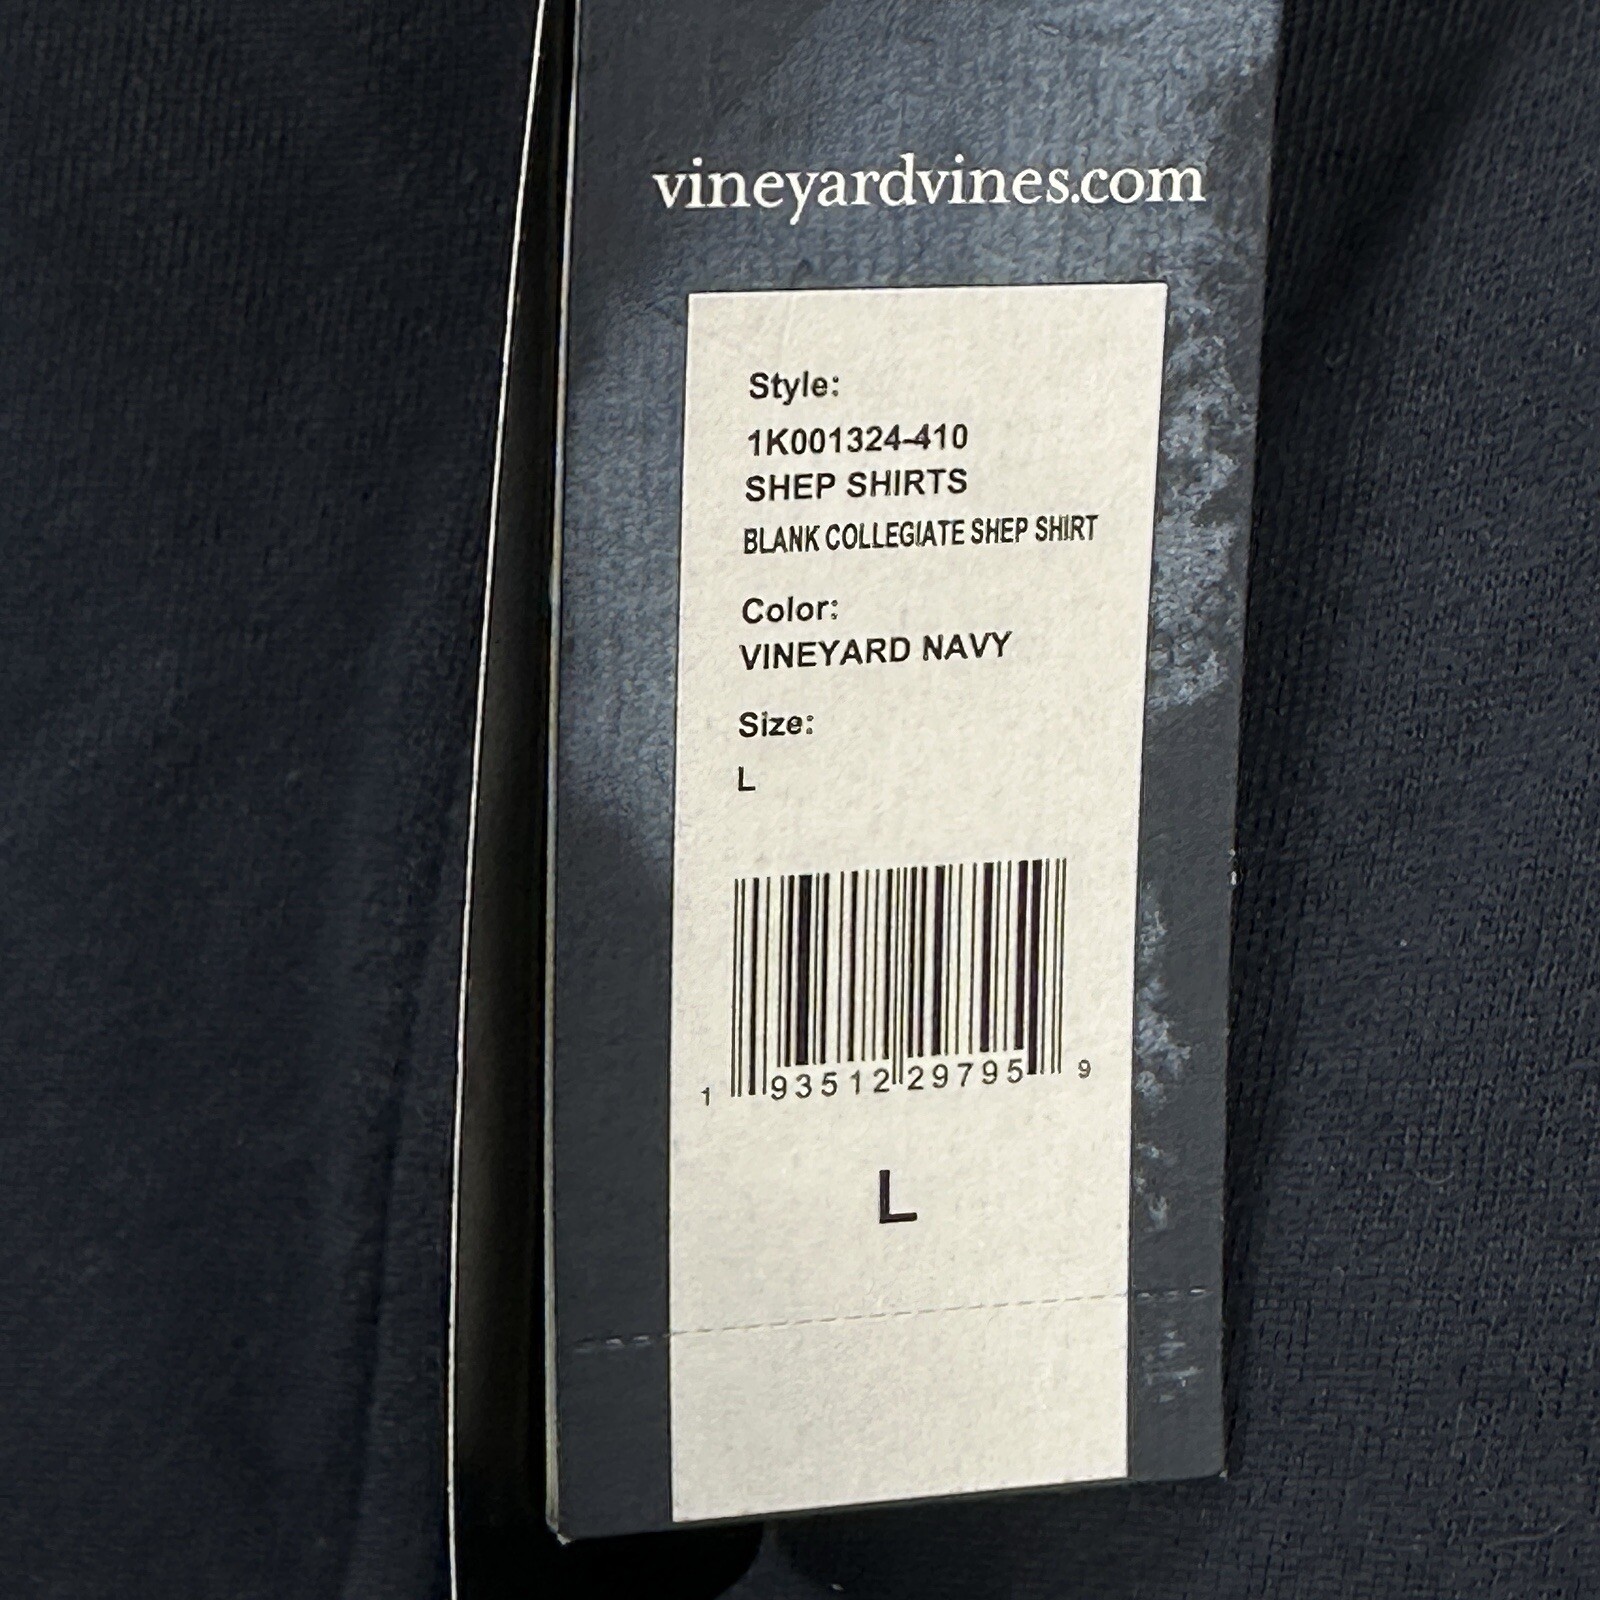 vineyardvines.com
Style:
1K001324-410
SHEP SHIRTS
BLANK COLLEGIATE SHEP SHIRT
Color:
VINEYARD NAVY
Size:
L
1 93512 29795 9
L